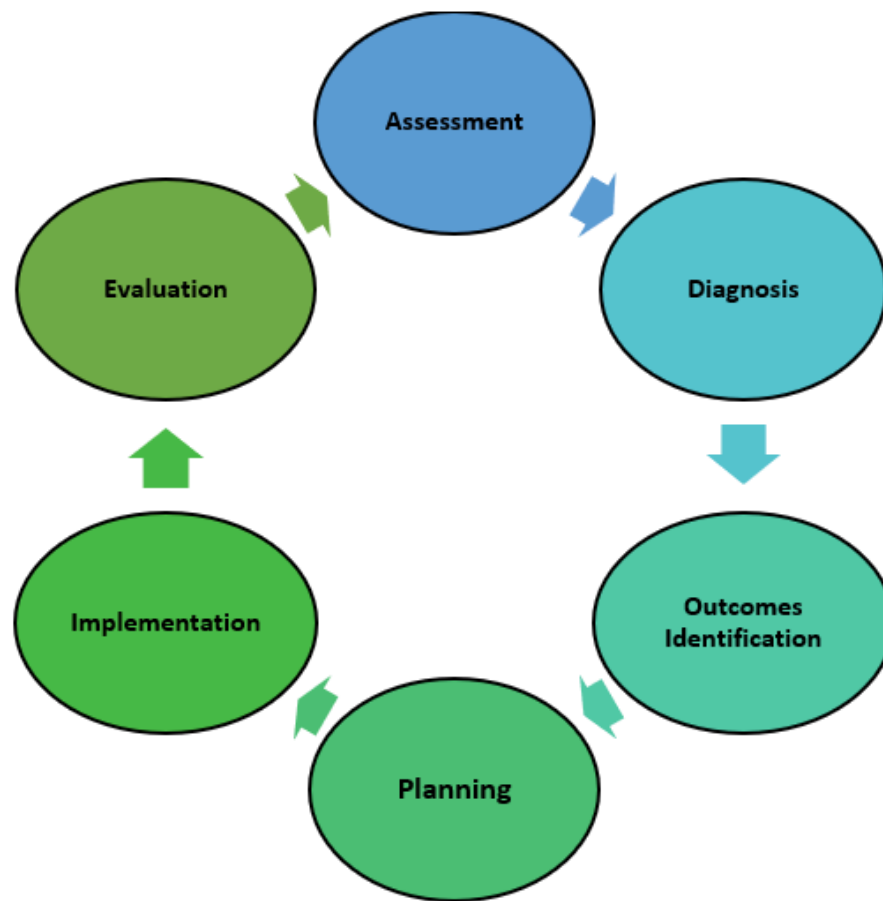 Assessment
Diagnosis
Outcomes
Identification
Planning
Implementation
Evaluation